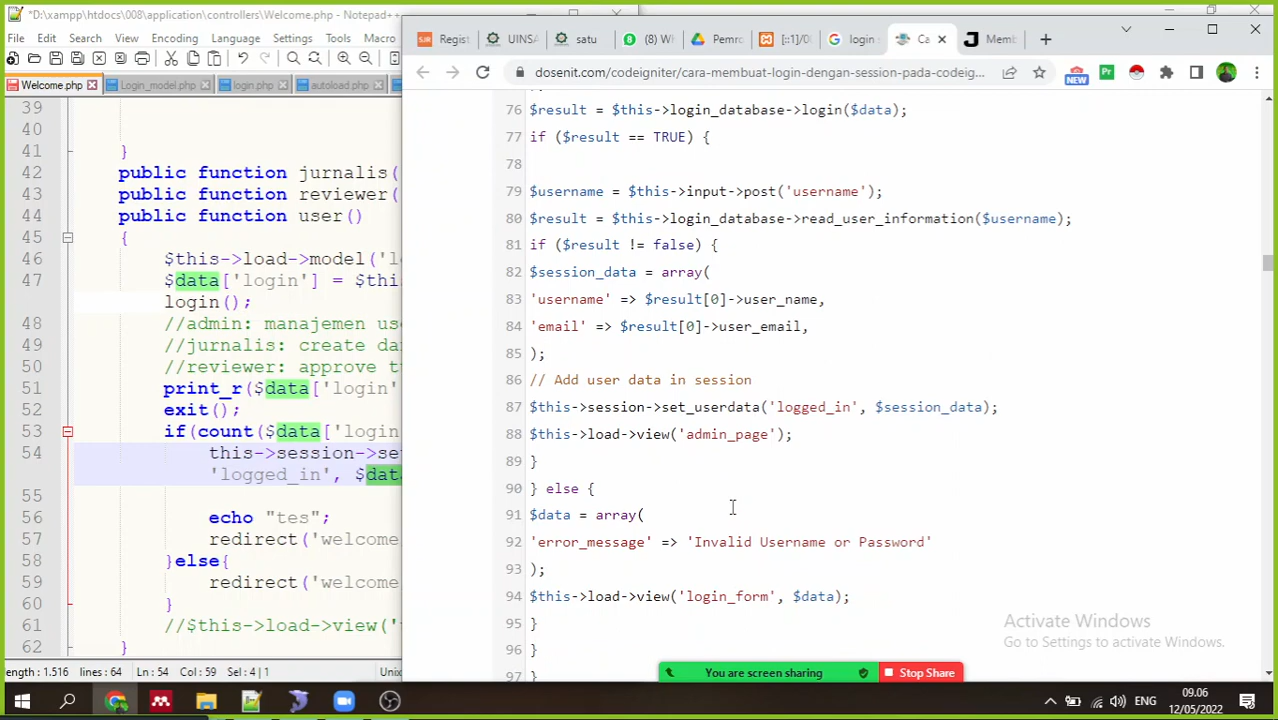 *D:\xampp\htdocs\008\application\controllers\Welcome.php - Notepad++
File Edit Search View Encoding Language Settings Tools Macro
Welcome.php Login_model.php login.php autoload.php
39
40
41 }
42 public function jurnalis(
43 public function reviewer(
44 public function user()
45 {
46 $this->load->model('l
47 $data['login'] = $thi
login();
48 //admin: manajemen us
49 //jurnalis: create da
50 //reviewer: approve t
51 print_r($data['login'
52 exit();
53 if(count($data['login
54 this->session->se
'logged_in', $dat
55
56 echo "tes";
57 redirect('welcome
58 }else{
59 redirect('welcome
60 }
61 //$this->load->view('
62 }
ength : 1.516 lines : 64 Ln : 54 Col : 59 Sel : 4 | 1 Unix
Regist UINSA satu (8) W Pemro [::1]/0 login Ca Memb
dosenit.com/codeigniter/cara-membuat-login-dengan-session-pada-codeig...
NEW Pr
76 $result = $this->login_database->login($data);
77 if ($result == TRUE) {
78
79 $username = $this->input->post('username');
80 $result = $this->login_database->read_user_information($username);
81 if ($result != false) {
82 $session_data = array(
83 'username' => $result[0]->user_name,
84 'email' => $result[0]->user_email,
85 );
86 // Add user data in session
87 $this->session->set_userdata('logged_in', $session_data);
88 $this->load->view('admin_page');
89 }
90 } else {
91 $data = array(
92 'error_message' => 'Invalid Username or Password'
93 );
94 $this->load->view('login_form', $data);
95 }
96 }
97 }
Activate Windows
Go to Settings to activate Windows.
You are screen sharing Stop Share
ENG 09.06
12/05/2022